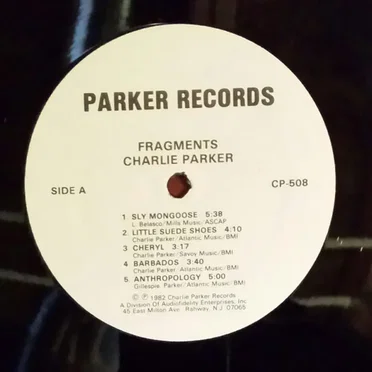 PARKER RECORDS
FRAGMENTS
CHARLIE PARKER
SIDE A
CP-508
1 SLY MONGOOSE 5:38
L. Belasco/Mills Music/ASCAP
2 LITTLE SUEDE SHOES 4:10
Charlie Parker/Atlantic Music/BMI
3 CHERYL 3:17
Charlie Parker/Savoy Music/BMI
4 BARBADOS 3:40
Charlie Parker/Atlantic Music/BMI
5 ANTHROPOLOGY 5:00
Gillespie, Parker/Atlantic Music/BMI
© ℗ 1982 Charlie Parker Records
A Division Of Audiofidelity Enterprises, Inc
45 East Milton Ave. Rahway, N.J. 07065